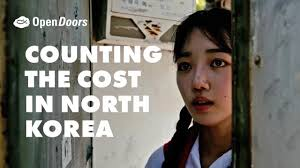 OpenDoors
COUNTING
THE COST
IN NORTH
KOREA